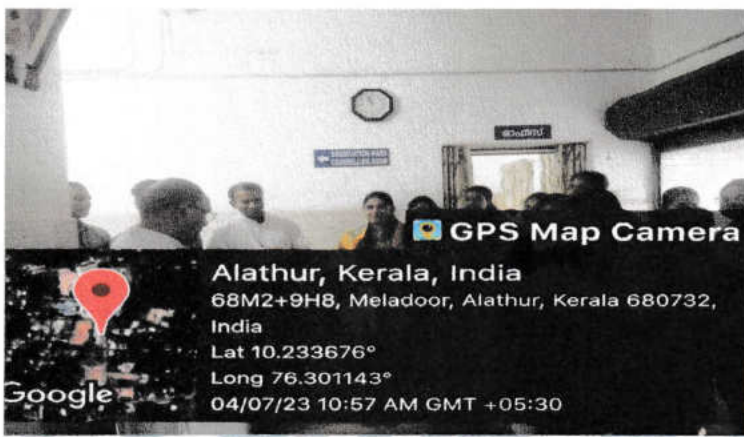 ഓഫീസ്
GPS Map Camera
Alathur, Kerala, India
68M2+9H8, Meladoor, Alathur, Kerala 680732,
India
Lat 10.233676°
Long 76.301143°
04/07/23 10:57 AM GMT +05:30
Google